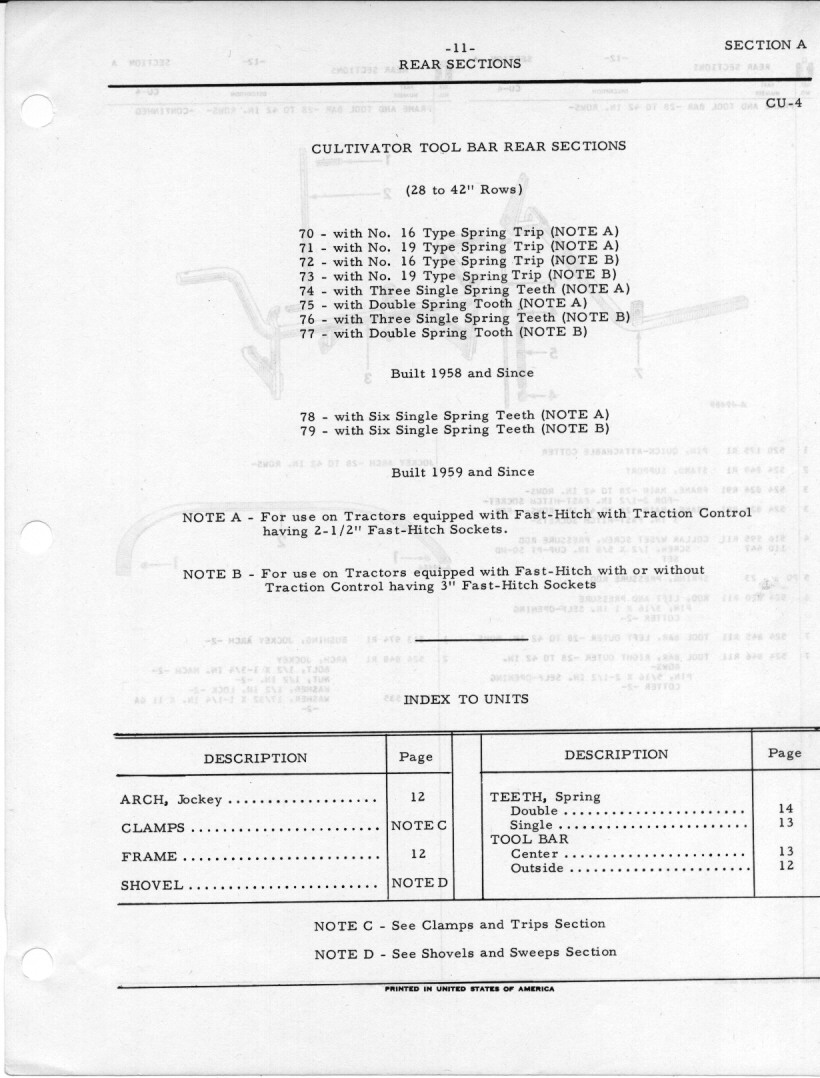 -11-
SECTION A
REAR SECTIONS
CU-4
CULTIVATOR TOOL BAR REAR SECTIONS
(28 to 42" Rows)
70 - with No. 16 Type Spring Trip (NOTE A)
71 - with No. 19 Type Spring Trip (NOTE A)
72 - with No. 16 Type Spring Trip (NOTE B)
73 - with No. 19 Type Spring Trip (NOTE B)
74 - with Three Single Spring Teeth (NOTE A)
75 - with Double Spring Tooth (NOTE A)
76 - with Three Single Spring Teeth (NOTE B)
77 - with Double Spring Tooth (NOTE B)
Built 1958 and Since
78 - with Six Single Spring Teeth (NOTE A)
79 - with Six Single Spring Teeth (NOTE B)
Built 1959 and Since
NOTE A - For use on Tractors equipped with Fast-Hitch with Traction Control
having 2-1/2" Fast-Hitch Sockets.
NOTE B - For use on Tractors equipped with Fast-Hitch with or without
Traction Control having 3" Fast-Hitch Sockets
INDEX TO UNITS
DESCRIPTION Page
ARCH, Jockey ................... 12
CLAMPS ........................ NOTE C
FRAME ......................... 12
SHOVEL ........................ NOTE D
DESCRIPTION Page
TEETH, Spring
Double ....................... 14
Single ........................ 13
TOOL BAR
Center ....................... 13
Outside ....................... 12
NOTE C - See Clamps and Trips Section
NOTE D - See Shovels and Sweeps Section
PRINTED IN UNITED STATES OF AMERICA